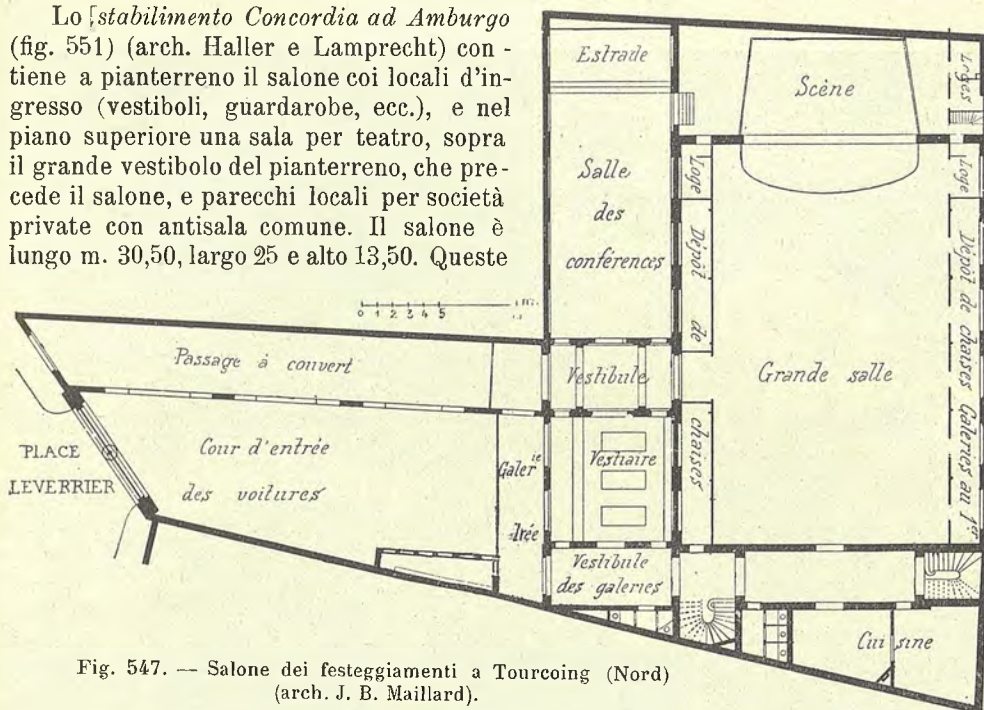 Lo stabilimento Concordia ad Amburgo
(fig. 551) (arch. Haller e Lamprecht) con-
tiene a pianterreno il salone coi locali d'in-
gresso (vestiboli, guardarobe, ecc.), e nel
piano superiore una sala per teatro, sopra
il grande vestibolo del pianterreno, che pre-
cede il salone, e parecchi locali per società
private con antisala comune. Il salone è
lungo m. 30,50, largo 25 e alto 13,50. Queste
Estrade
Scène
Loges
Salle
des
conférences
Loge
Dépôt de chaises
Loge
Dépôt de chaises Galeries au 1er
0 1 2 3 4 5
Passage à couvert
Vestibule
Grande salle
PLACE
LEVERRIER
Cour d'entrée
des voitures
Galerie
Vestiaire
Vestibule
des galeries
Cuisine
Fig. 547. — Salone dei festeggiamenti a Tourcoing (Nord)
(arch. J. B. Maillard).